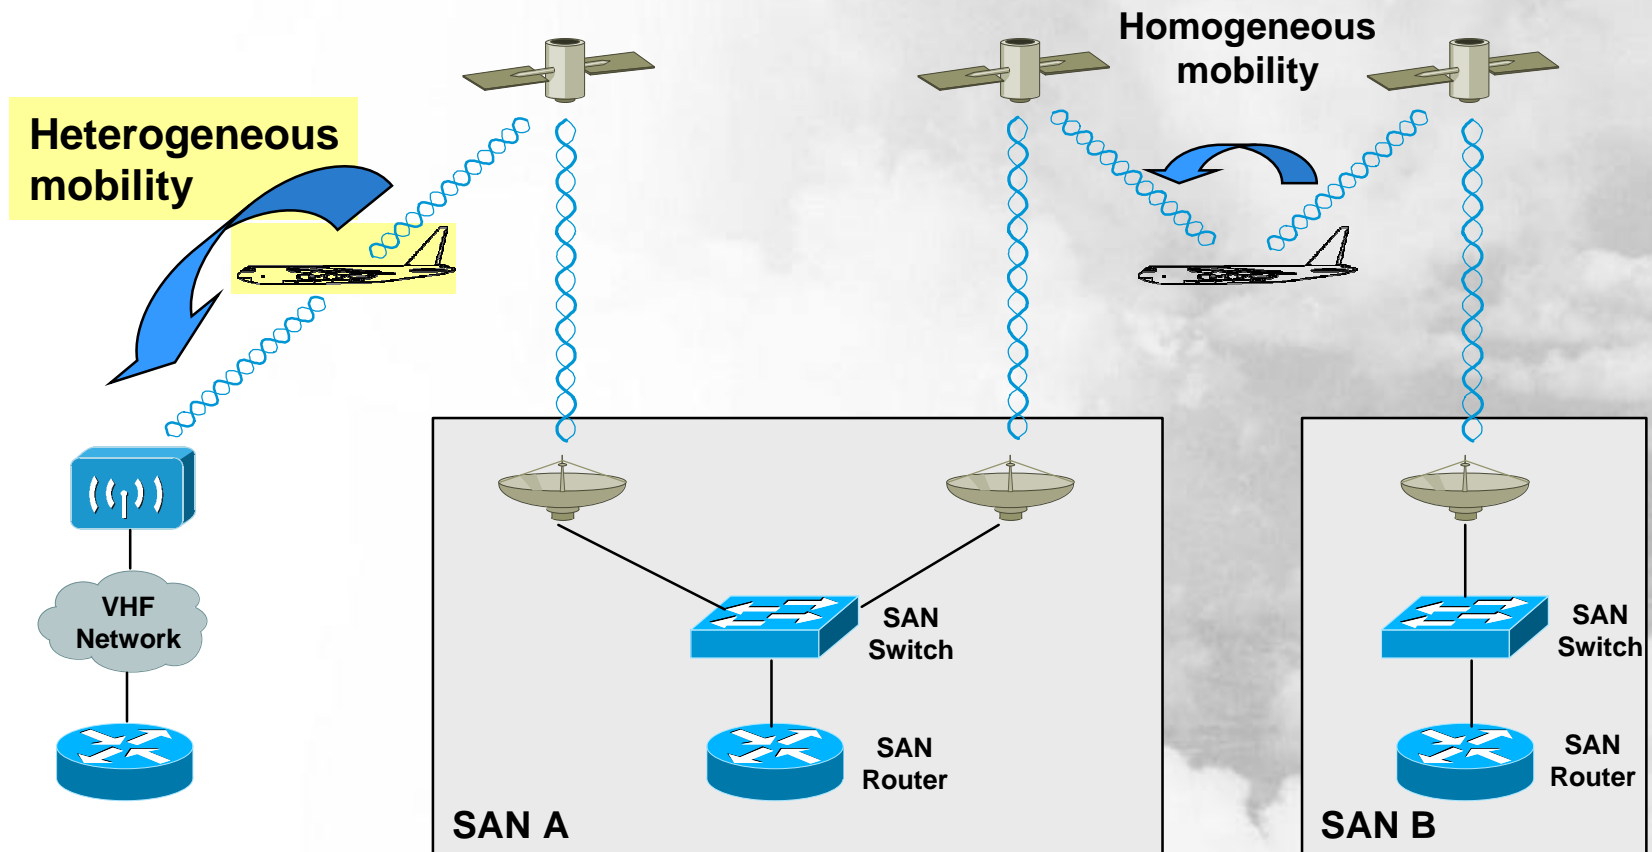 Homogeneous
mobility
Heterogeneous
mobility
VHF
Network
SAN
Switch
SAN
Router
SAN A
SAN
Switch
SAN
Router
SAN B